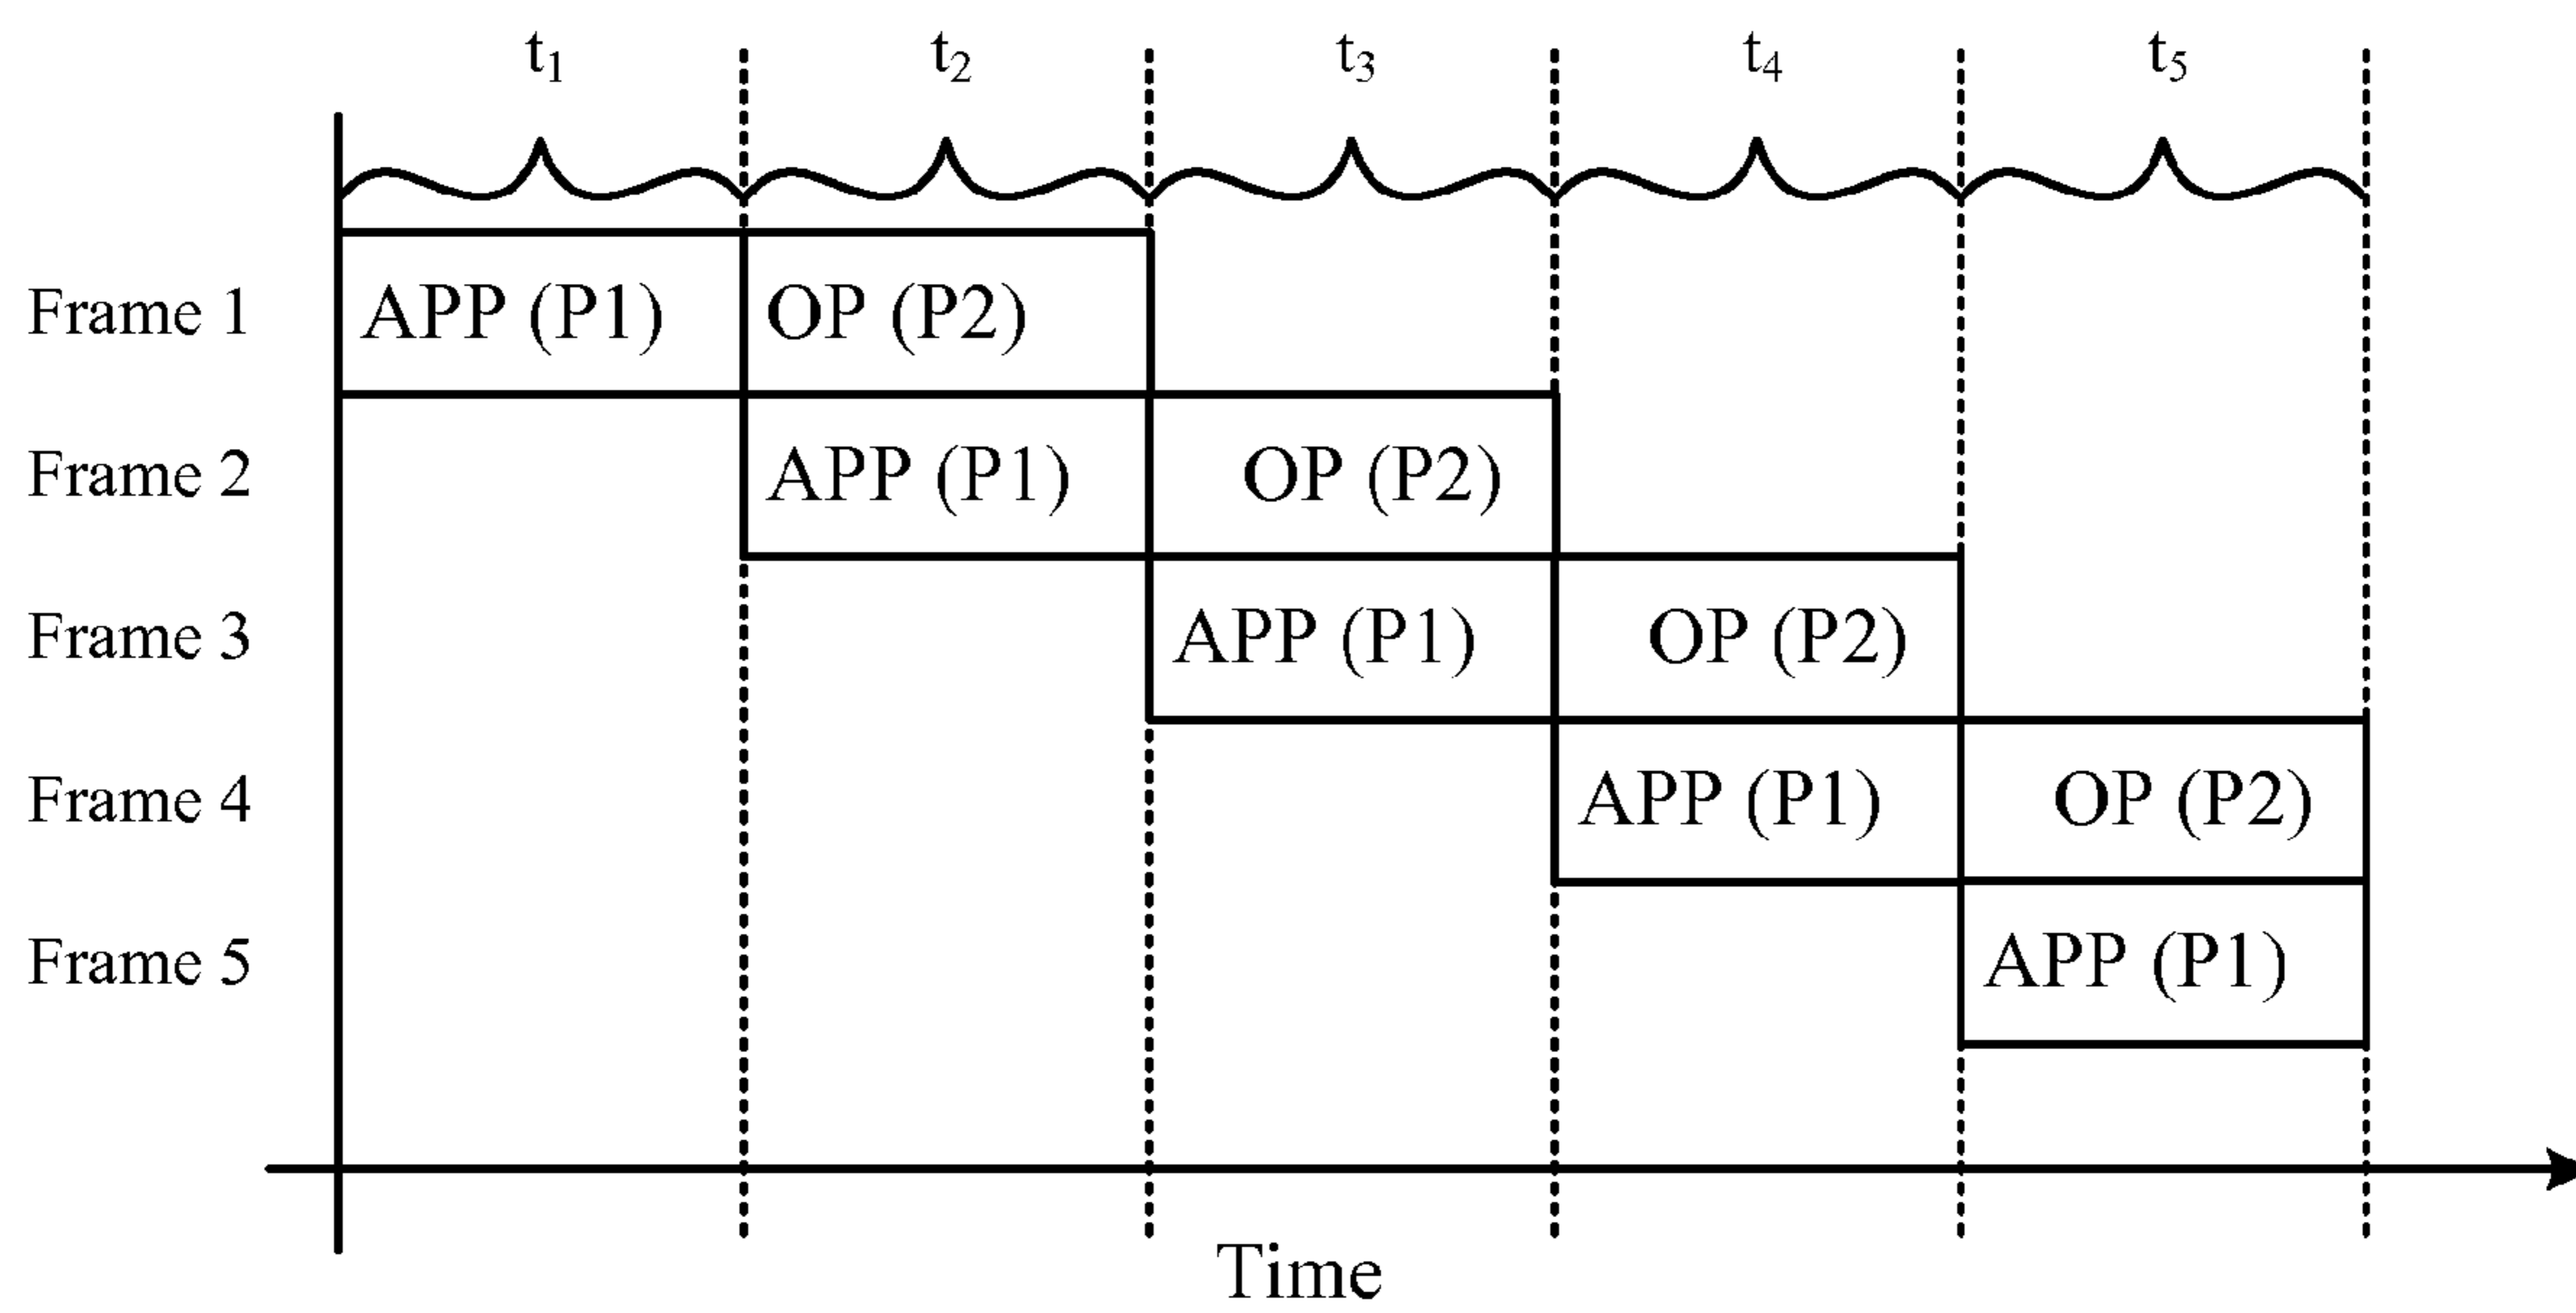 t₁ t₂ t₃ t₄ t₅
Frame 1 APP (P1) OP (P2)
Frame 2 APP (P1) OP (P2)
Frame 3 APP (P1) OP (P2)
Frame 4 APP (P1) OP (P2)
Frame 5 APP (P1)
Time